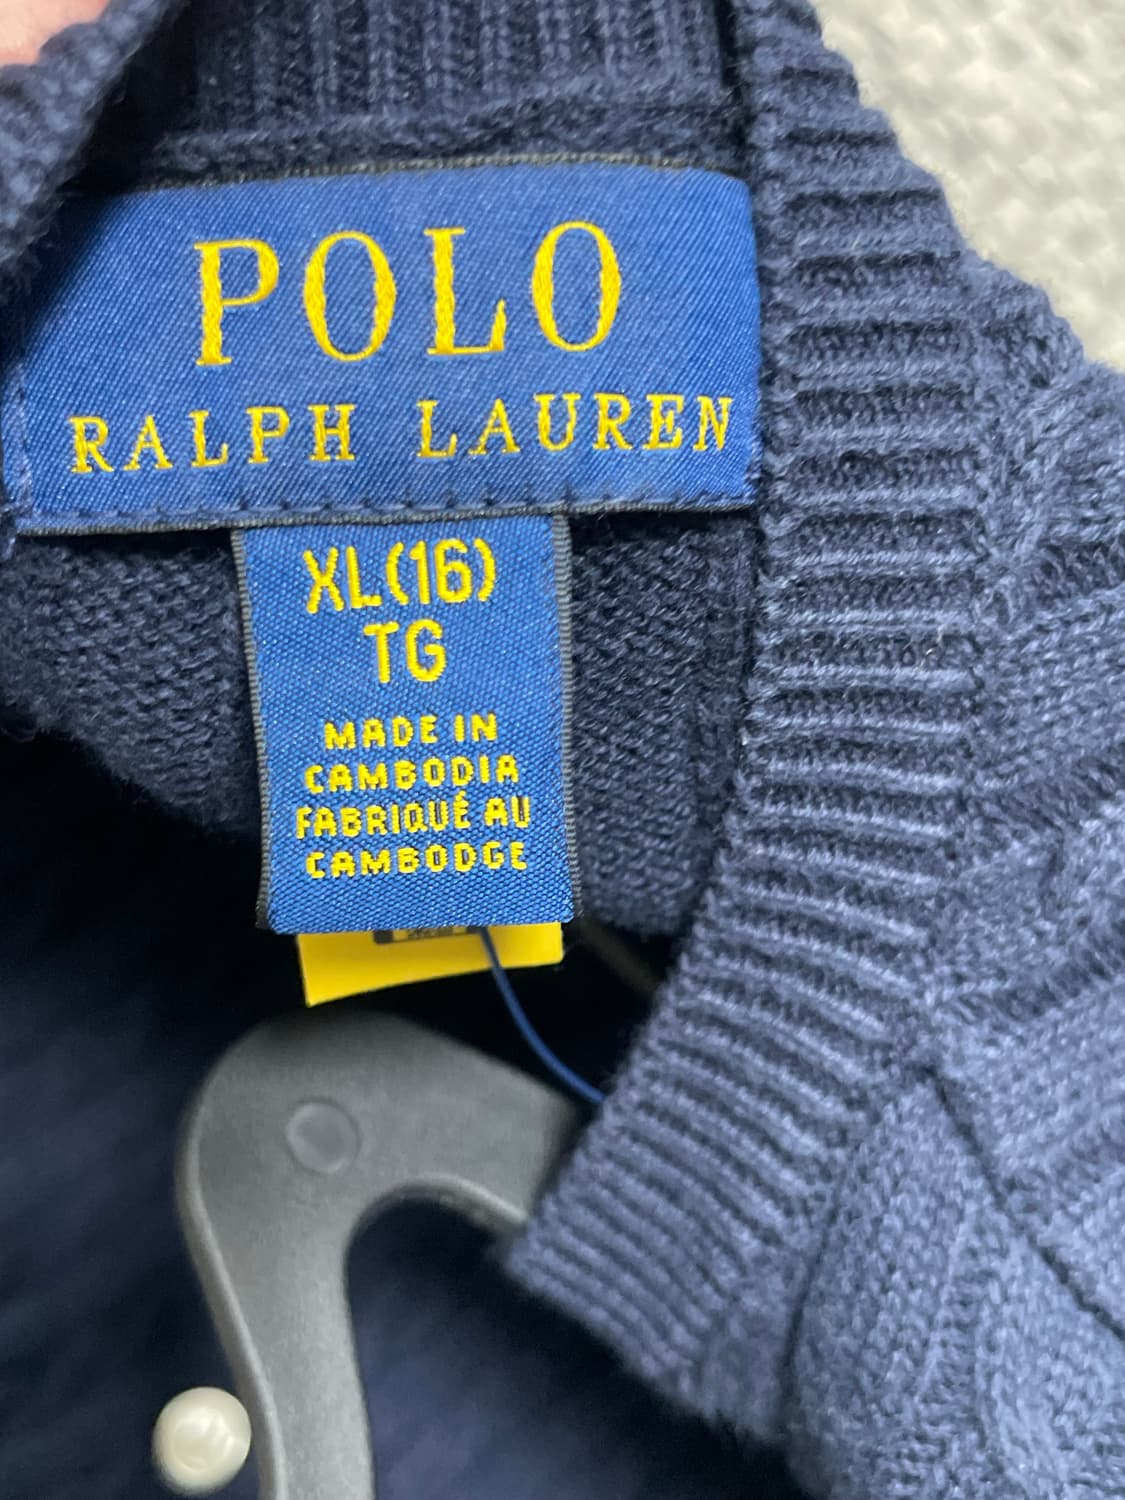 POLO
RALPH LAUREN
XL(16)
TG
MADE IN
CAMBODIA
FABRIQUÉ AU
CAMBODGE